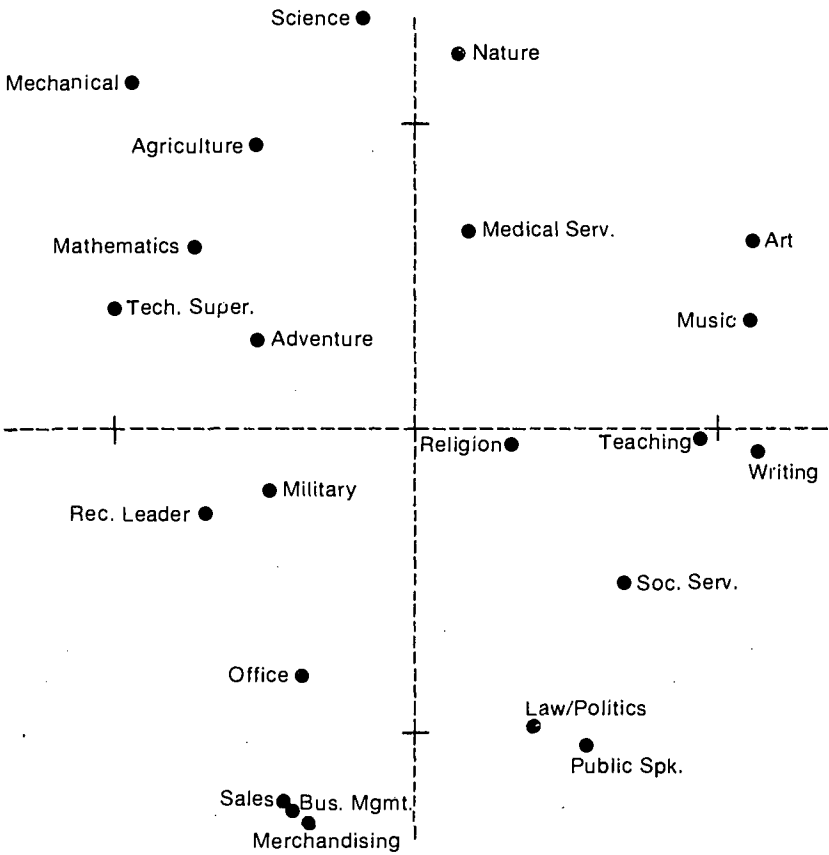 Science
Nature
Mechanical
Agriculture
Medical Serv.
Art
Mathematics
Tech. Super.
Music
Adventure
Religion
Teaching
Writing
Military
Rec. Leader
Soc. Serv.
Office
Law/Politics
Public Spk.
Sales
Bus. Mgmt.
Merchandising